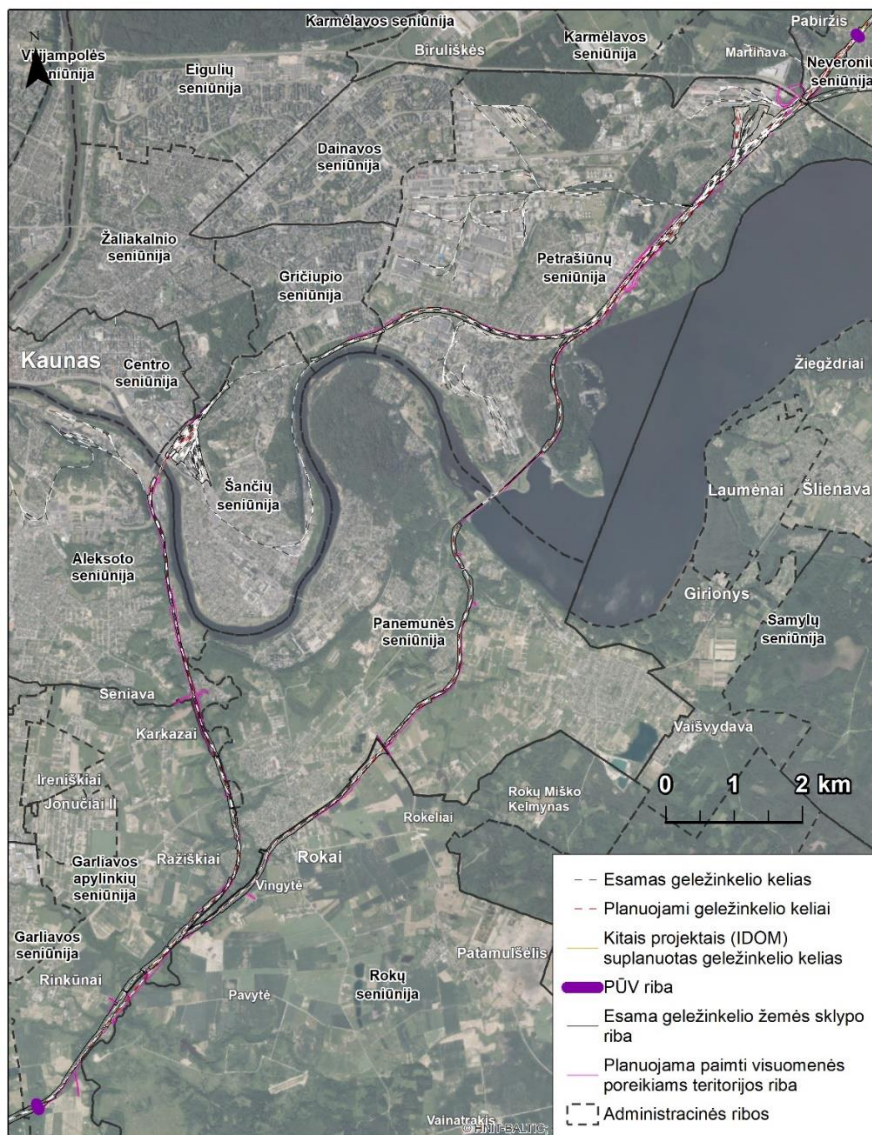 Karmėlavos seniūnija
Pabiržis
Biruliškės
Karmėlavos
seniūnija
Martinava
N
Vilijampolės
seniūnija
Eigulių
seniūnija
Neveronių
seniūnija
Dainavos
seniūnija
Žaliakalnio
seniūnija
Gričiupio
seniūnija
Petrašiūnų
seniūnija
Kaunas
Centro
seniūnija
Žiegždriai
Šančių
seniūnija
Laumėnai
Šlienava
Aleksoto
seniūnija
Girionys
Panemunės
seniūnija
Samylų
seniūnija
Seniava
Karkazai
Vaišvydava
Ireniškiai
Jonučiai II
0 1 2 km
Rokų Miško
Kelmynas
Rokeliai
Ražiškiai
Rokai
Garliavos
apylinkių
seniūnija
Vingytė
Garliavos
seniūnija
Patamulšėlis
Rinkūnai
Rokų
seniūnija
Pavytė
Vainatrakis
© HNIT-BALTIC;
Esamas geležinkelio kelias
Planuojami geležinkelio keliai
Kitais projektais (IDOM)
suplanuotas geležinkelio kelias
PŪV riba
Esama geležinkelio žemės sklypo
riba
Planuojama paimti visuomenės
poreikiams teritorijos riba
Administracinės ribos